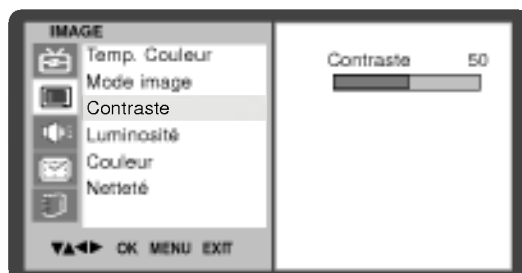 IMAGE
Temp. Couleur
Mode image
Contraste
Luminosité
Couleur
Netteté
▼▲◀▶ OK MENU EXIT
Contraste 50